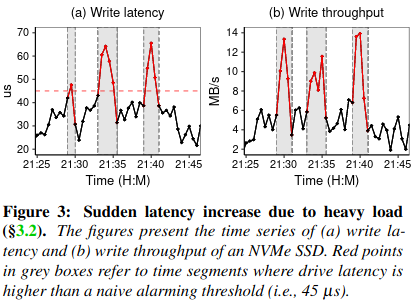 (a) Write latency
(b) Write throughput
us
70
60
50
40
30
20
21:25 21:30 21:35 21:40 21:45
Time (H:M)
MB/s
14
12
10
8
6
4
2
21:25 21:30 21:35 21:40 21:45
Time (H:M)
Figure 3: Sudden latency increase due to heavy load
(§3.2). The figures present the time series of (a) write la-
tency and (b) write throughput of an NVMe SSD. Red points
in grey boxes refer to time segments where drive latency is
higher than a naive alarming threshold (i.e., 45 μs).